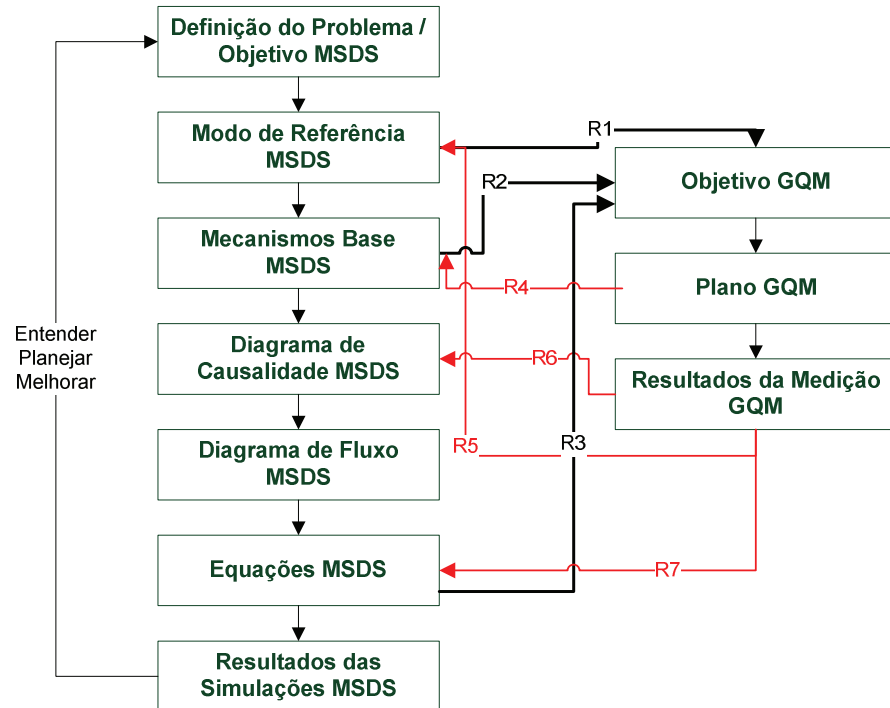 Definição do Problema /
Objetivo MSDS
Modo de Referência
MSDS
R1
Objetivo GQM
R2
Mecanismos Base
MSDS
Plano GQM
R4
Entender
Planejar
Melhorar
Diagrama de
Causalidade MSDS
R6
Resultados da Medição
GQM
R5
R3
Diagrama de Fluxo
MSDS
Equações MSDS
R7
Resultados das
Simulações MSDS